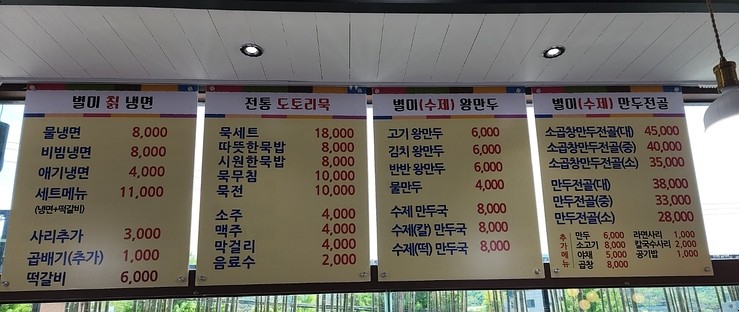 별미 칡 냉면
물냉면 8,000
비빔냉면 8,000
애기냉면 4,000
세트메뉴 11,000
(냉면+떡갈비)
사리추가 3,000
곱배기(추가) 1,000
떡갈비 6,000
전통 도토리묵
묵세트 18,000
따뜻한묵밥 8,000
시원한묵밥 8,000
묵무침 10,000
묵전 10,000
소주 4,000
맥주 4,000
막걸리 4,000
음료수 2,000
별미(수제) 왕만두
고기 왕만두 6,000
김치 왕만두 6,000
반반 왕만두 6,000
물만두 4,000
수제 만두국 8,000
수제(칼) 만두국 8,000
수제(떡) 만두국 8,000
별미(수제) 만두전골
소곱창만두전골(대) 45,000
소곱창만두전골(중) 40,000
소곱창만두전골(소) 35,000
만두전골(대) 38,000
만두전골(중) 33,000
만두전골(소) 28,000
추가메뉴
만두 6,000 라면사리 1,000
소고기 8,000 칼국수사리 2,000
야채 5,000 공기밥 1,000
곱창 8,000